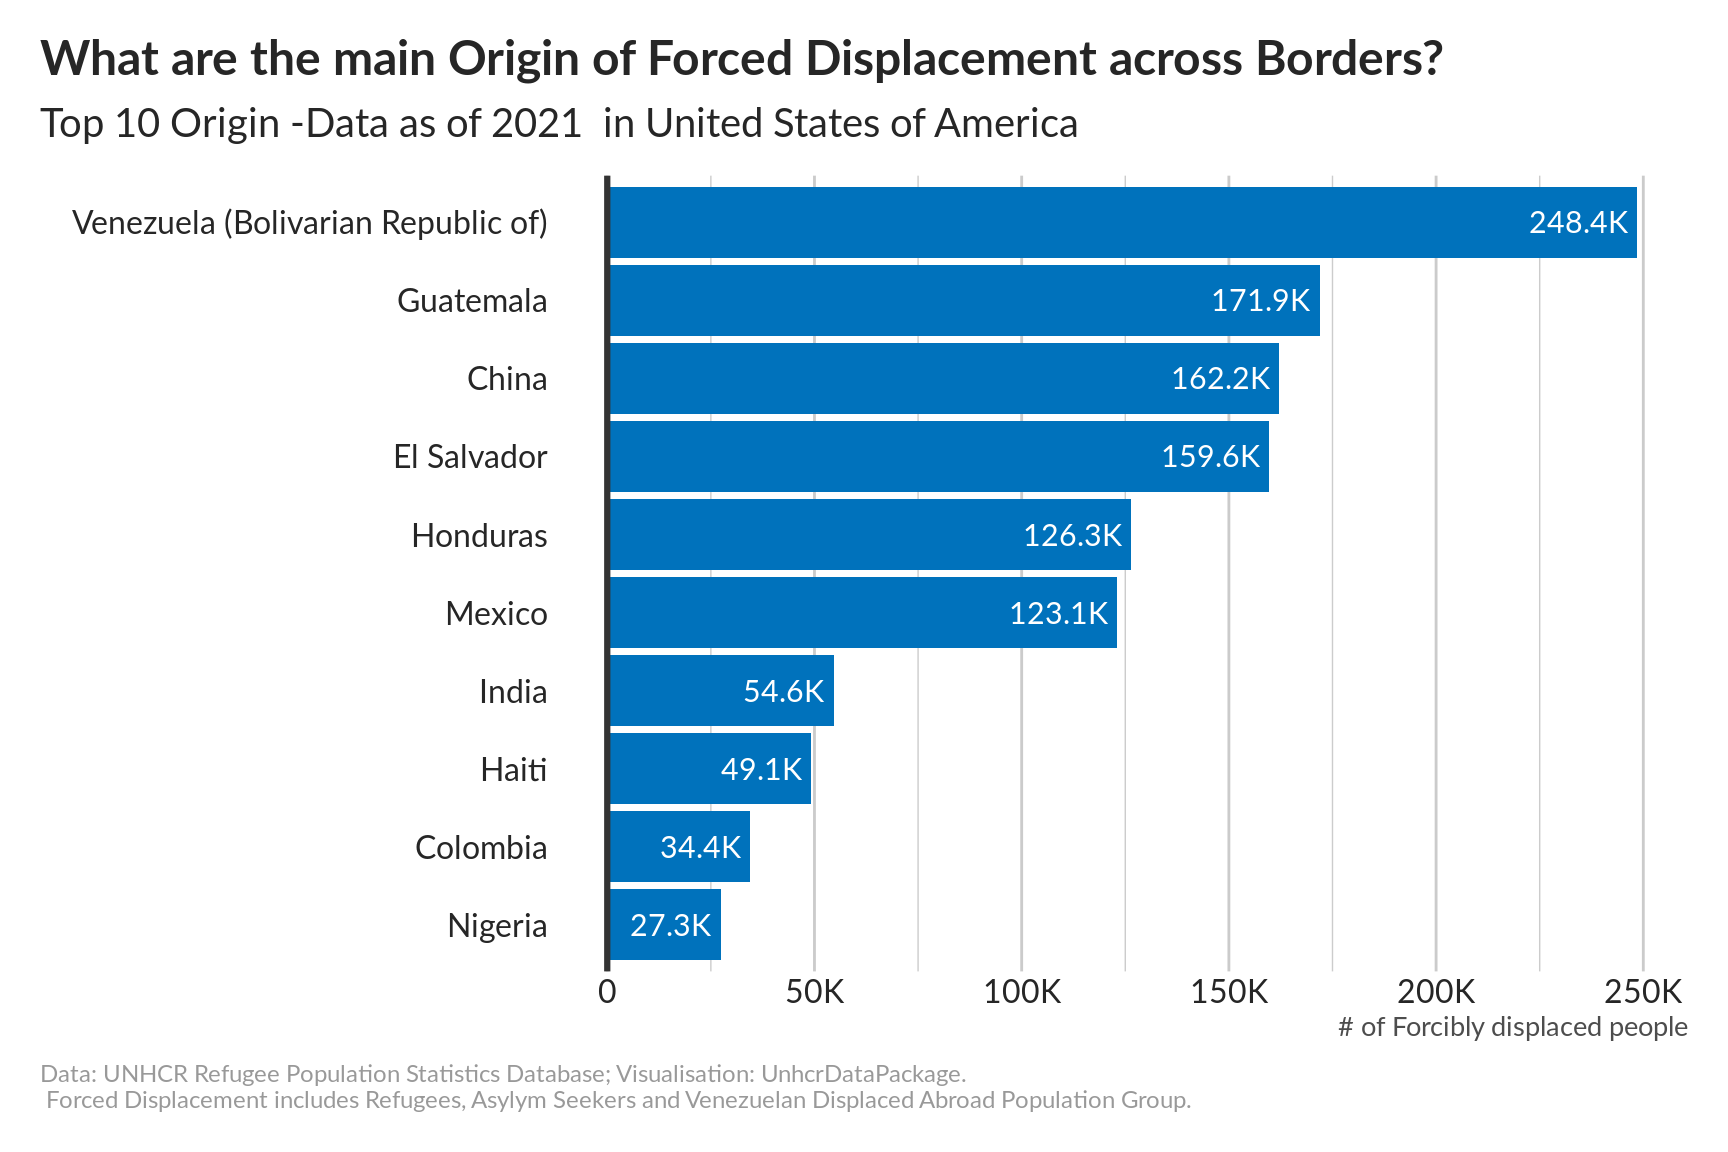 What are the main Origin of Forced Displacement across Borders?
Top 10 Origin -Data as of 2021  in United States of America
Venezuela (Bolivarian Republic of) 248.4K
Guatemala 171.9K
China 162.2K
El Salvador 159.6K
Honduras 126.3K
Mexico 123.1K
India 54.6K
Haiti 49.1K
Colombia 34.4K
Nigeria 27.3K
0 50K 100K 150K 200K 250K
# of Forcibly displaced people
Data: UNHCR Refugee Population Statistics Database; Visualisation: UnhcrDataPackage.
Forced Displacement includes Refugees, Asylym Seekers and Venezuelan Displaced Abroad Population Group.